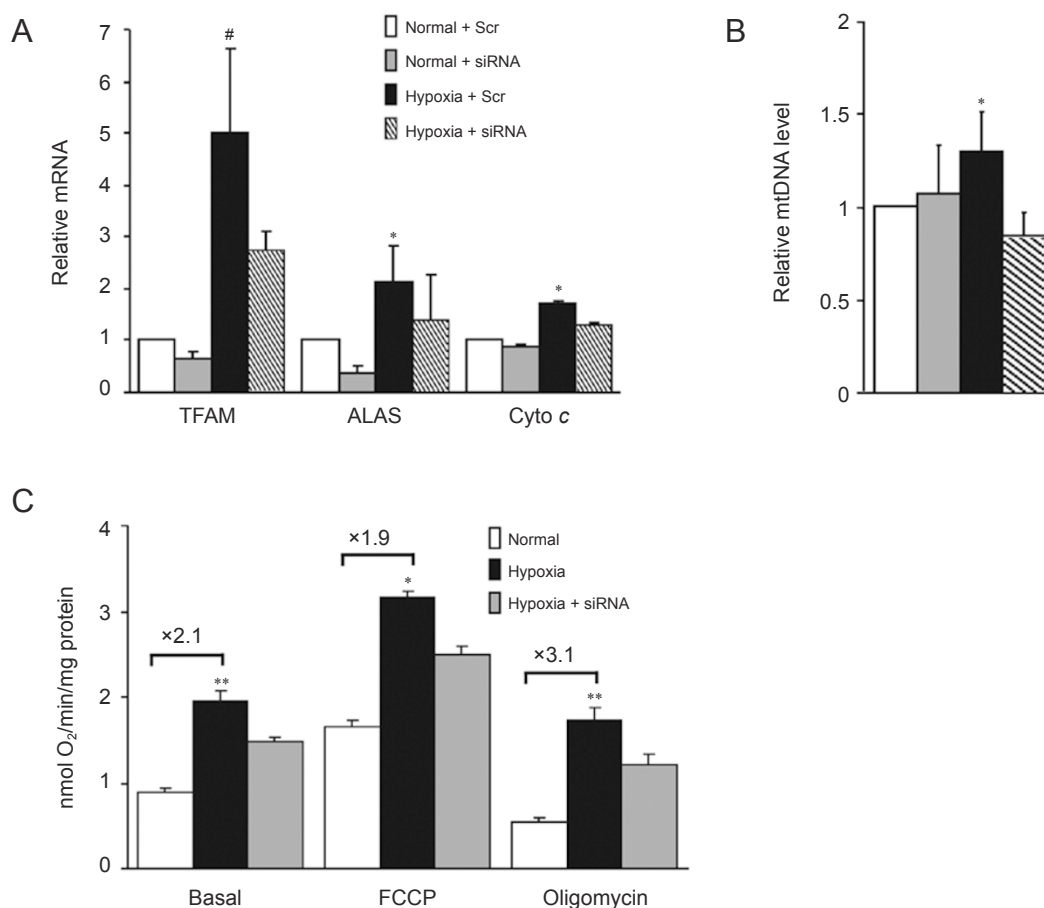 A
Relative mRNA
7
6
5
4
3
2
1
0
#
*
*
Normal + Scr
Normal + siRNA
Hypoxia + Scr
Hypoxia + siRNA
TFAM
ALAS
Cyto c
B
Relative mtDNA level
2
1.5
1
0.5
0
*
C
nmol O₂/min/mg protein
4
3
2
1
0
×2.1
**
×1.9
*
×3.1
**
Normal
Hypoxia
Hypoxia + siRNA
Basal
FCCP
Oligomycin